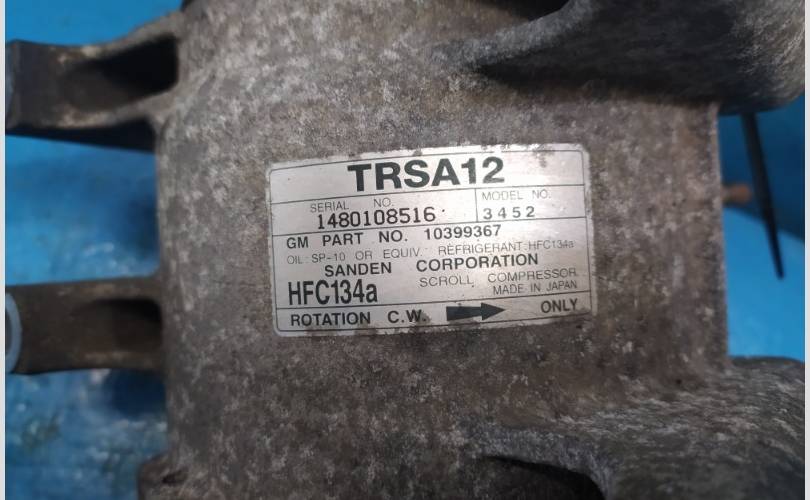 TRSA12
SERIAL NO. MODEL NO.
1480108516 3452
GM PART NO. 10399367
OIL: SP-10 OR EQUIV. REFRIGERANT: HFC134a
SANDEN CORPORATION
HFC134a SCROLL COMPRESSOR
MADE IN JAPAN
ROTATION C.W. ONLY